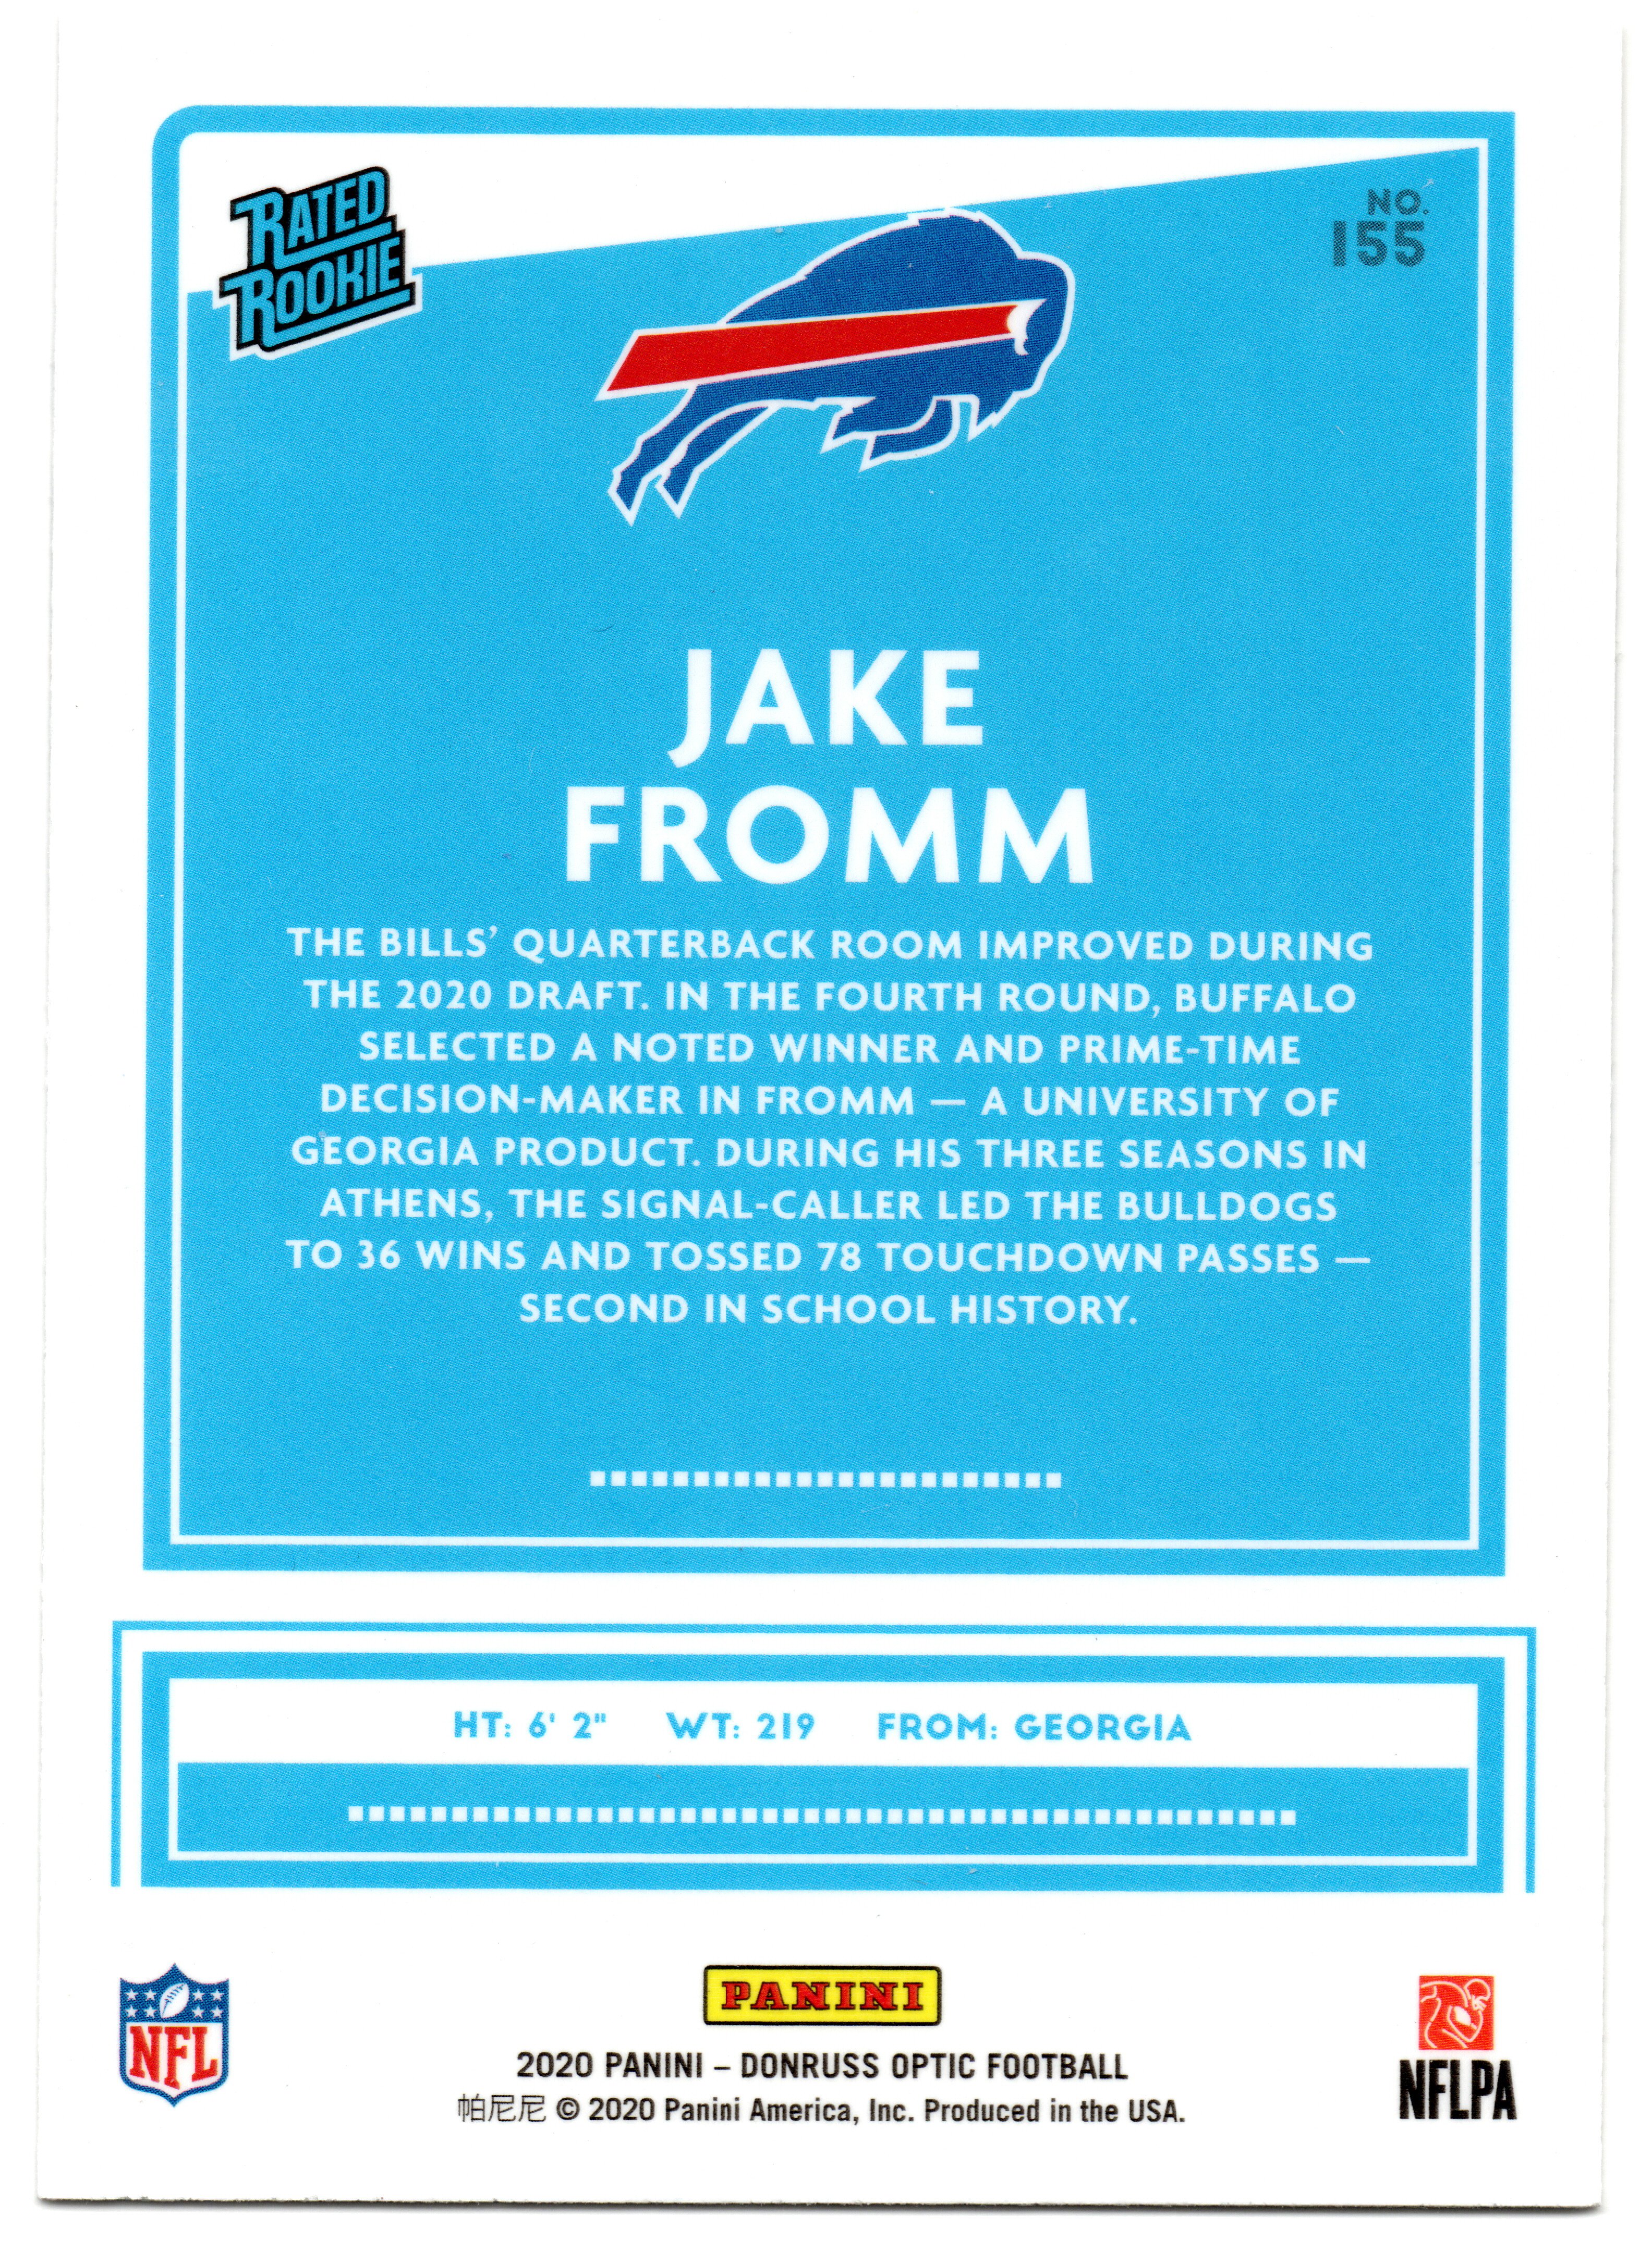 RATED
ROOKIE
NO.
155
JAKE
FROMM
THE BILLS’ QUARTERBACK ROOM IMPROVED DURING
THE 2020 DRAFT. IN THE FOURTH ROUND, BUFFALO
SELECTED A NOTED WINNER AND PRIME-TIME
DECISION-MAKER IN FROMM — A UNIVERSITY OF
GEORGIA PRODUCT. DURING HIS THREE SEASONS IN
ATHENS, THE SIGNAL-CALLER LED THE BULLDOGS
TO 36 WINS AND TOSSED 78 TOUCHDOWN PASSES —
SECOND IN SCHOOL HISTORY.
HT: 6' 2" WT: 219 FROM: GEORGIA
NFL
PANINI
2020 PANINI – DONRUSS OPTIC FOOTBALL
帕尼尼 © 2020 Panini America, Inc. Produced in the USA.
NFLPA